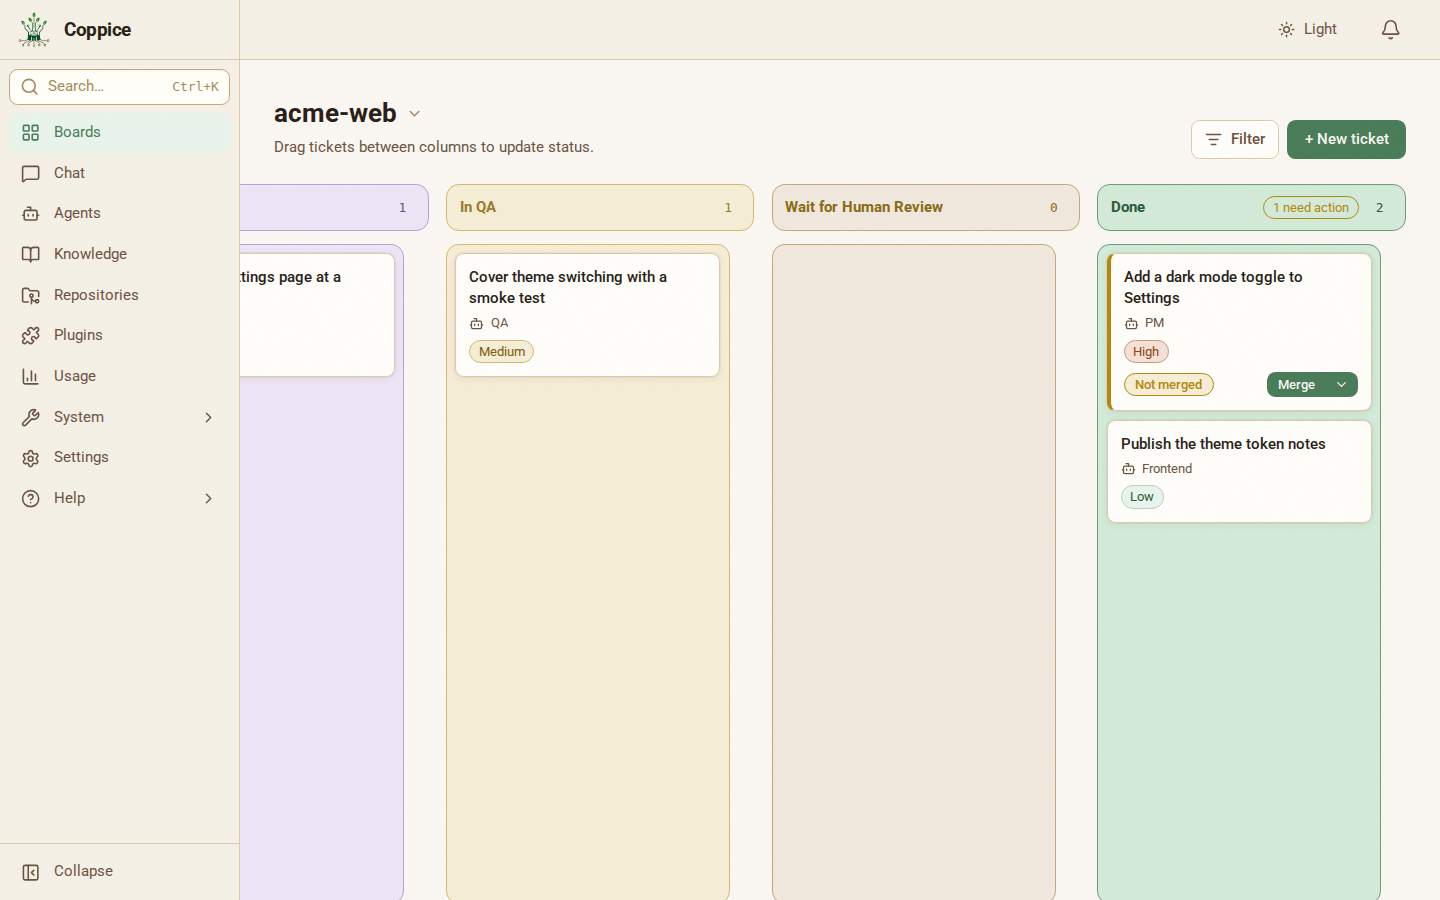 Coppice
Light
Search...
Ctrl+K
Boards
Chat
Agents
Knowledge
Repositories
Plugins
Usage
System
Settings
Help
Collapse
acme-web
Drag tickets between columns to update status.
Filter
+ New ticket
1
In QA
1
Wait for Human Review
0
Done
1 need action
2
tings page at a
Cover theme switching with a
smoke test
QA
Medium
Add a dark mode toggle to
Settings
PM
High
Not merged
Merge
Publish the theme token notes
Frontend
Low